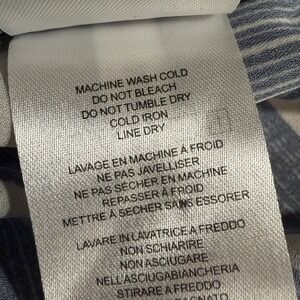 MACHINE WASH COLD
DO NOT BLEACH
DO NOT TUMBLE DRY
COLD IRON
LINE DRY
LAVAGE EN MACHINE À FROID
NE PAS JAVELLISER
NE PAS SÉCHER EN MACHINE
REPASSER À FROID
METTRE À SECHER SANS ESSORER
LAVARE IN LAVATRICE A FREDDO
NON SCHIARIRE
NON ASCIUGARE
NELL'ASCIUGABIANCHERIA
STIRARE A FREDDO